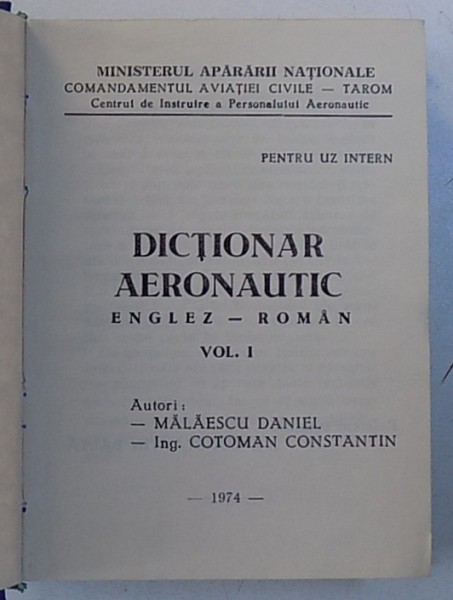 MINISTERUL APĂRĂRII NAȚIONALE
COMANDAMENTUL AVIAȚIEI CIVILE — TAROM
Centrul de Instruire a Personalului Aeronautic
PENTRU UZ INTERN
DICȚIONAR
AERONAUTIC
ENGLEZ — ROMÂN
VOL. I
Autori :
— MĂLĂESCU DANIEL
— Ing. COTOMAN CONSTANTIN
— 1974 —